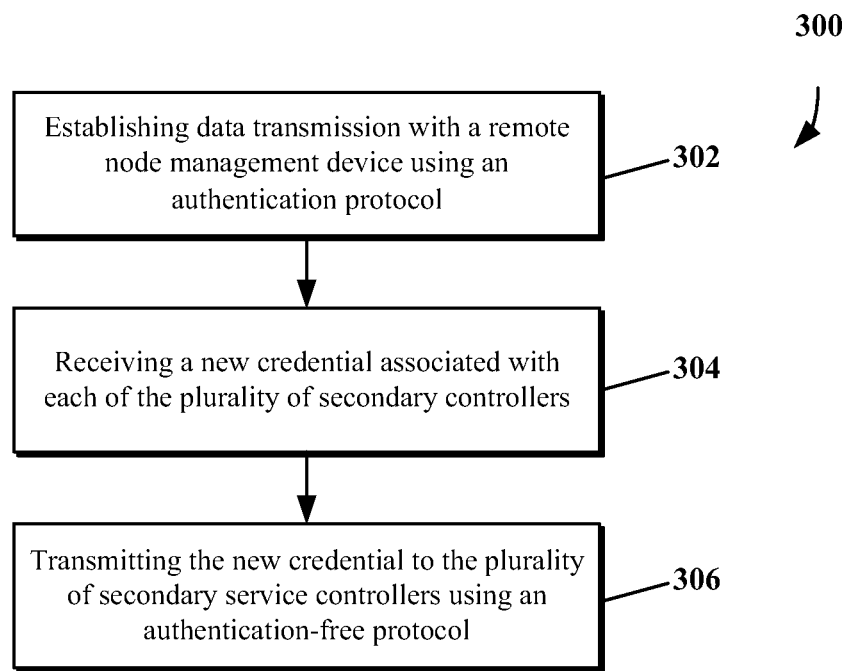 300
Establishing data transmission with a remote
node management device using an
authentication protocol
302
Receiving a new credential associated with
each of the plurality of secondary controllers
304
Transmitting the new credential to the plurality
of secondary service controllers using an
authentication-free protocol
306